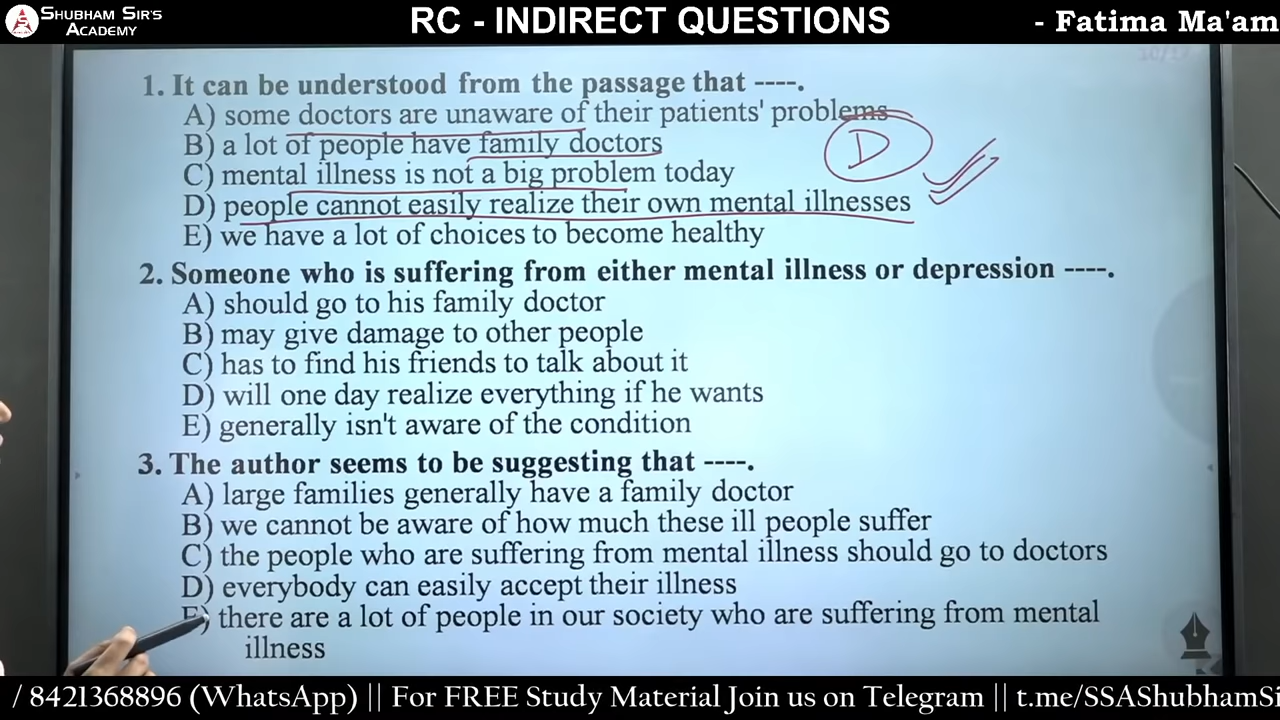 SHUBHAM SIR'S
ACADEMY
RC - INDIRECT QUESTIONS
- Fatima Ma'am
1. It can be understood from the passage that ----.
A) some doctors are unaware of their patients' problems
B) a lot of people have family doctors
C) mental illness is not a big problem today
D) people cannot easily realize their own mental illnesses
E) we have a lot of choices to become healthy
D
2. Someone who is suffering from either mental illness or depression ----.
A) should go to his family doctor
B) may give damage to other people
C) has to find his friends to talk about it
D) will one day realize everything if he wants
E) generally isn't aware of the condition
3. The author seems to be suggesting that ----.
A) large families generally have a family doctor
B) we cannot be aware of how much these ill people suffer
C) the people who are suffering from mental illness should go to doctors
D) everybody can easily accept their illness
E) there are a lot of people in our society who are suffering from mental
illness
/ 8421368896 (WhatsApp) || For FREE Study Material Join us on Telegram || t.me/SSAShubhamSi